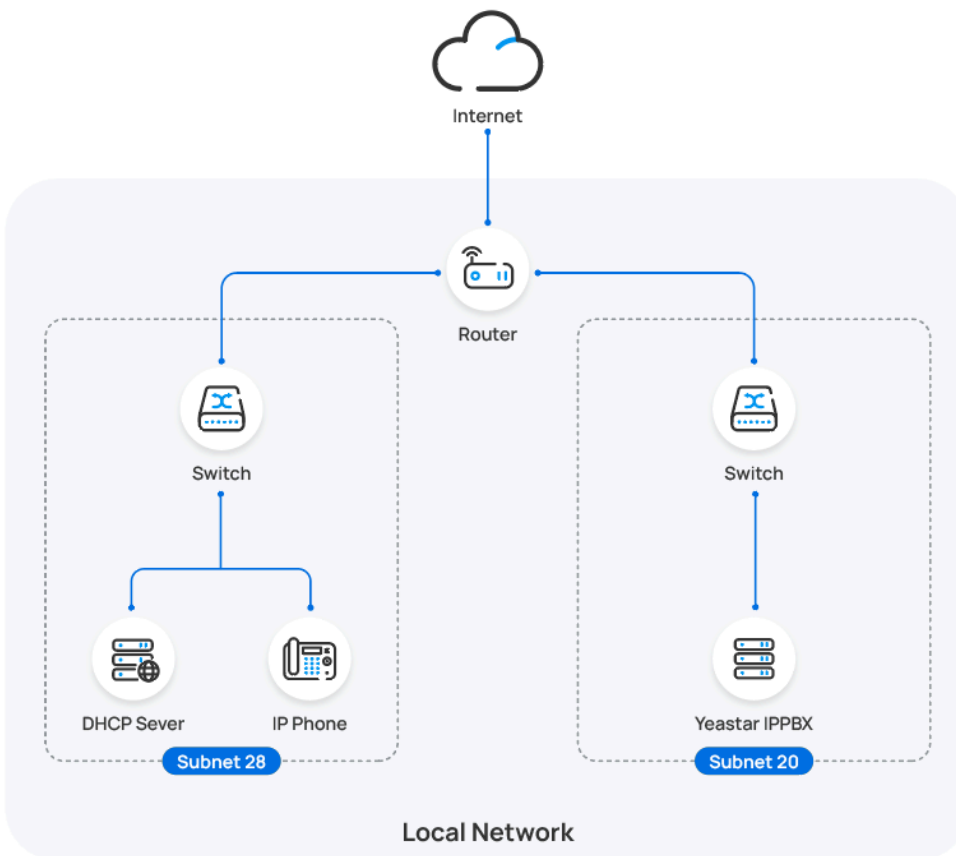 Internet
Router
Switch
Switch
DHCP Sever
IP Phone
Yeastar IPPBX
Subnet 28
Subnet 20
Local Network